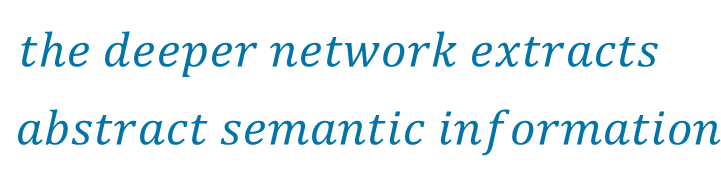 the deeper network extracts
abstract semantic information